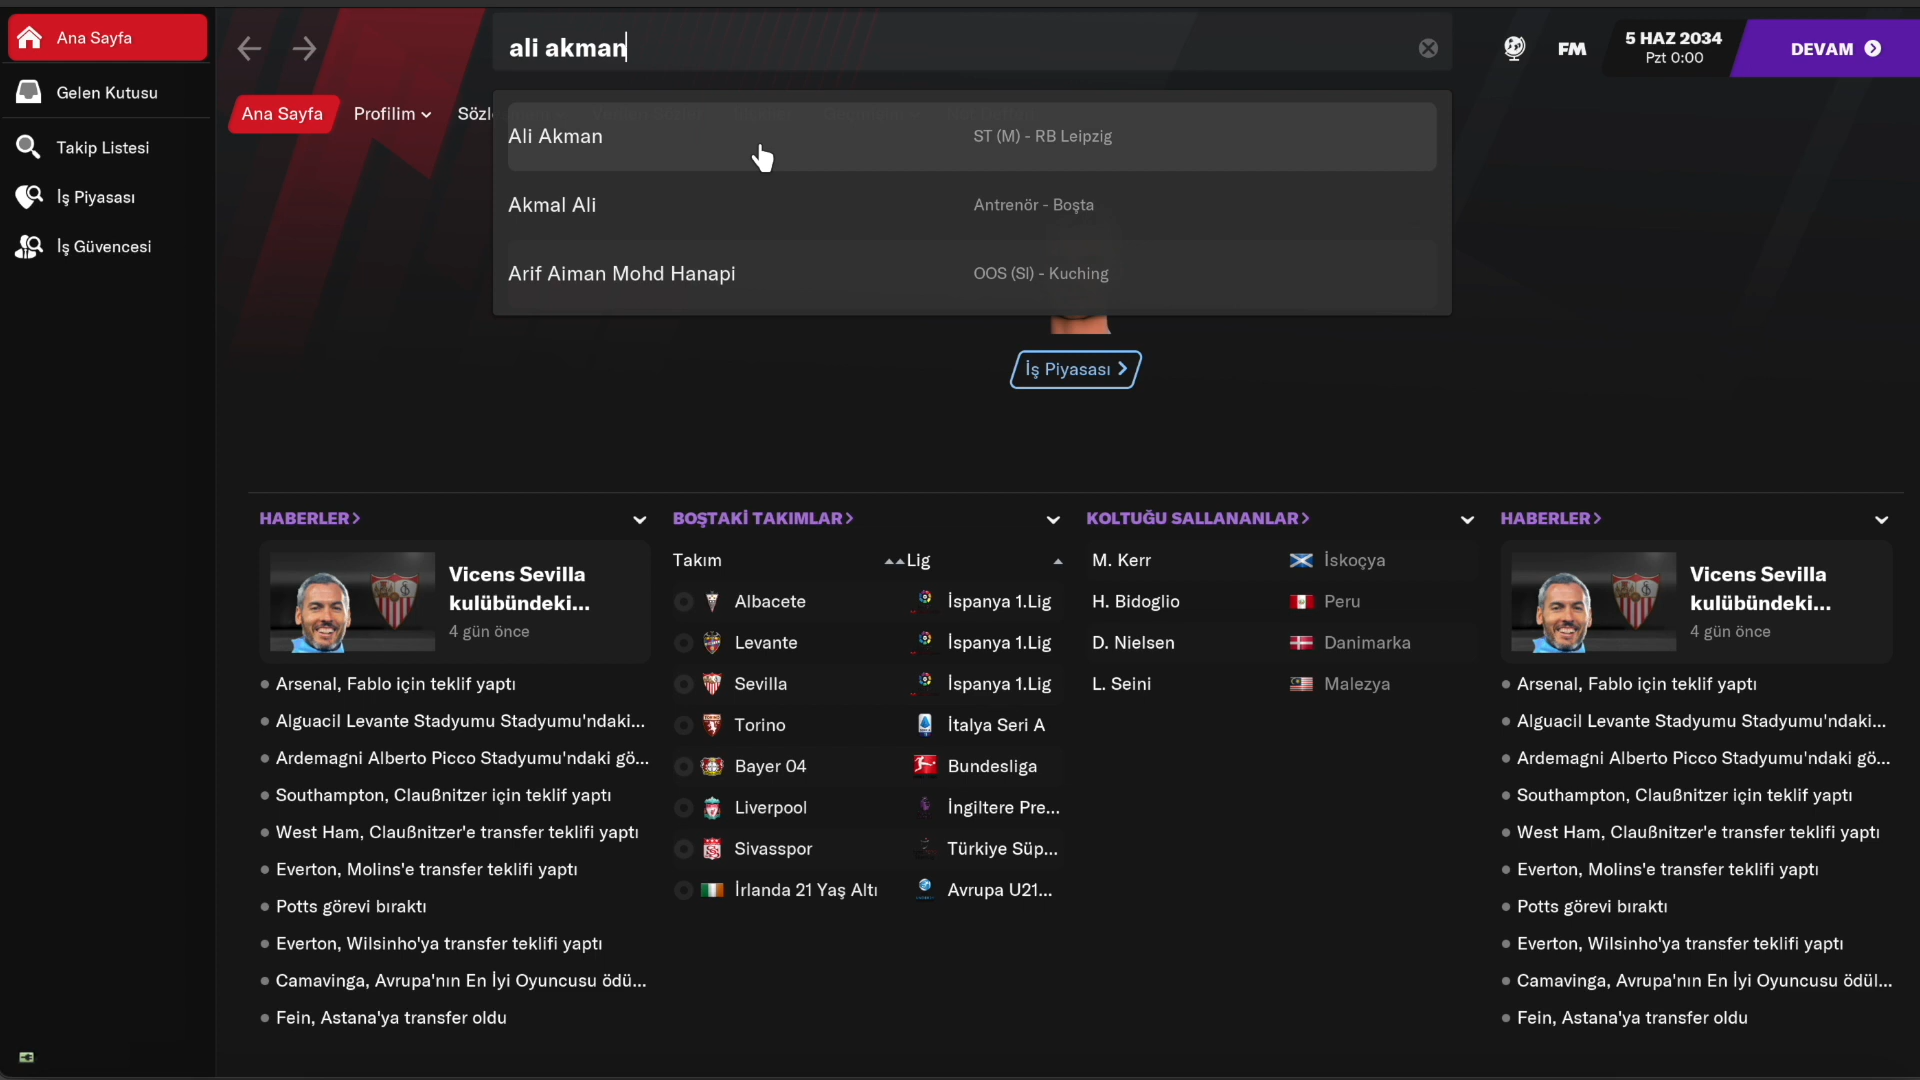 Ana Sayfa
Gelen Kutusu
Takip Listesi
İş Piyasası
İş Güvencesi
ali akman
FM
5 HAZ 2034
Pzt 0:00
DEVAM
Ana Sayfa
Profilim
Ali Akman
ST (M) - RB Leipzig
Akmal Ali
Antrenör - Boşta
Arif Aiman Mohd Hanapi
OOS (Sl) - Kuching
İş Piyasası
HABERLER
Vicens Sevilla
kulübündeki...
4 gün önce
Arsenal, Fablo için teklif yaptı
Alguacil Levante Stadyumu Stadyumu'ndaki...
Ardemagni Alberto Picco Stadyumu'ndaki gö...
Southampton, Claußnitzer için teklif yaptı
West Ham, Claußnitzer'e transfer teklifi yaptı
Everton, Molins'e transfer teklifi yaptı
Potts görevi bıraktı
Everton, Wilsinho'ya transfer teklifi yaptı
Camavinga, Avrupa'nın En İyi Oyuncusu ödü...
Fein, Astana'ya transfer oldu
BOŞTAKİ TAKIMLAR
Takım Lig
Albacete İspanya 1.Lig
Levante İspanya 1.Lig
Sevilla İspanya 1.Lig
Torino İtalya Seri A
Bayer 04 Bundesliga
Liverpool İngiltere Pre...
Sivasspor Türkiye Süp...
İrlanda 21 Yaş Altı Avrupa U21...
KOLTUĞU SALLANANLAR
M. Kerr İskoçya
H. Bidoglio Peru
D. Nielsen Danimarka
L. Seini Malezya
HABERLER
Vicens Sevilla
kulübündeki...
4 gün önce
Arsenal, Fablo için teklif yaptı
Alguacil Levante Stadyumu Stadyumu'ndaki...
Ardemagni Alberto Picco Stadyumu'ndaki gö...
Southampton, Claußnitzer için teklif yaptı
West Ham, Claußnitzer'e transfer teklifi yaptı
Everton, Molins'e transfer teklifi yaptı
Potts görevi bıraktı
Everton, Wilsinho'ya transfer teklifi yaptı
Camavinga, Avrupa'nın En İyi Oyuncusu ödül...
Fein, Astana'ya transfer oldu